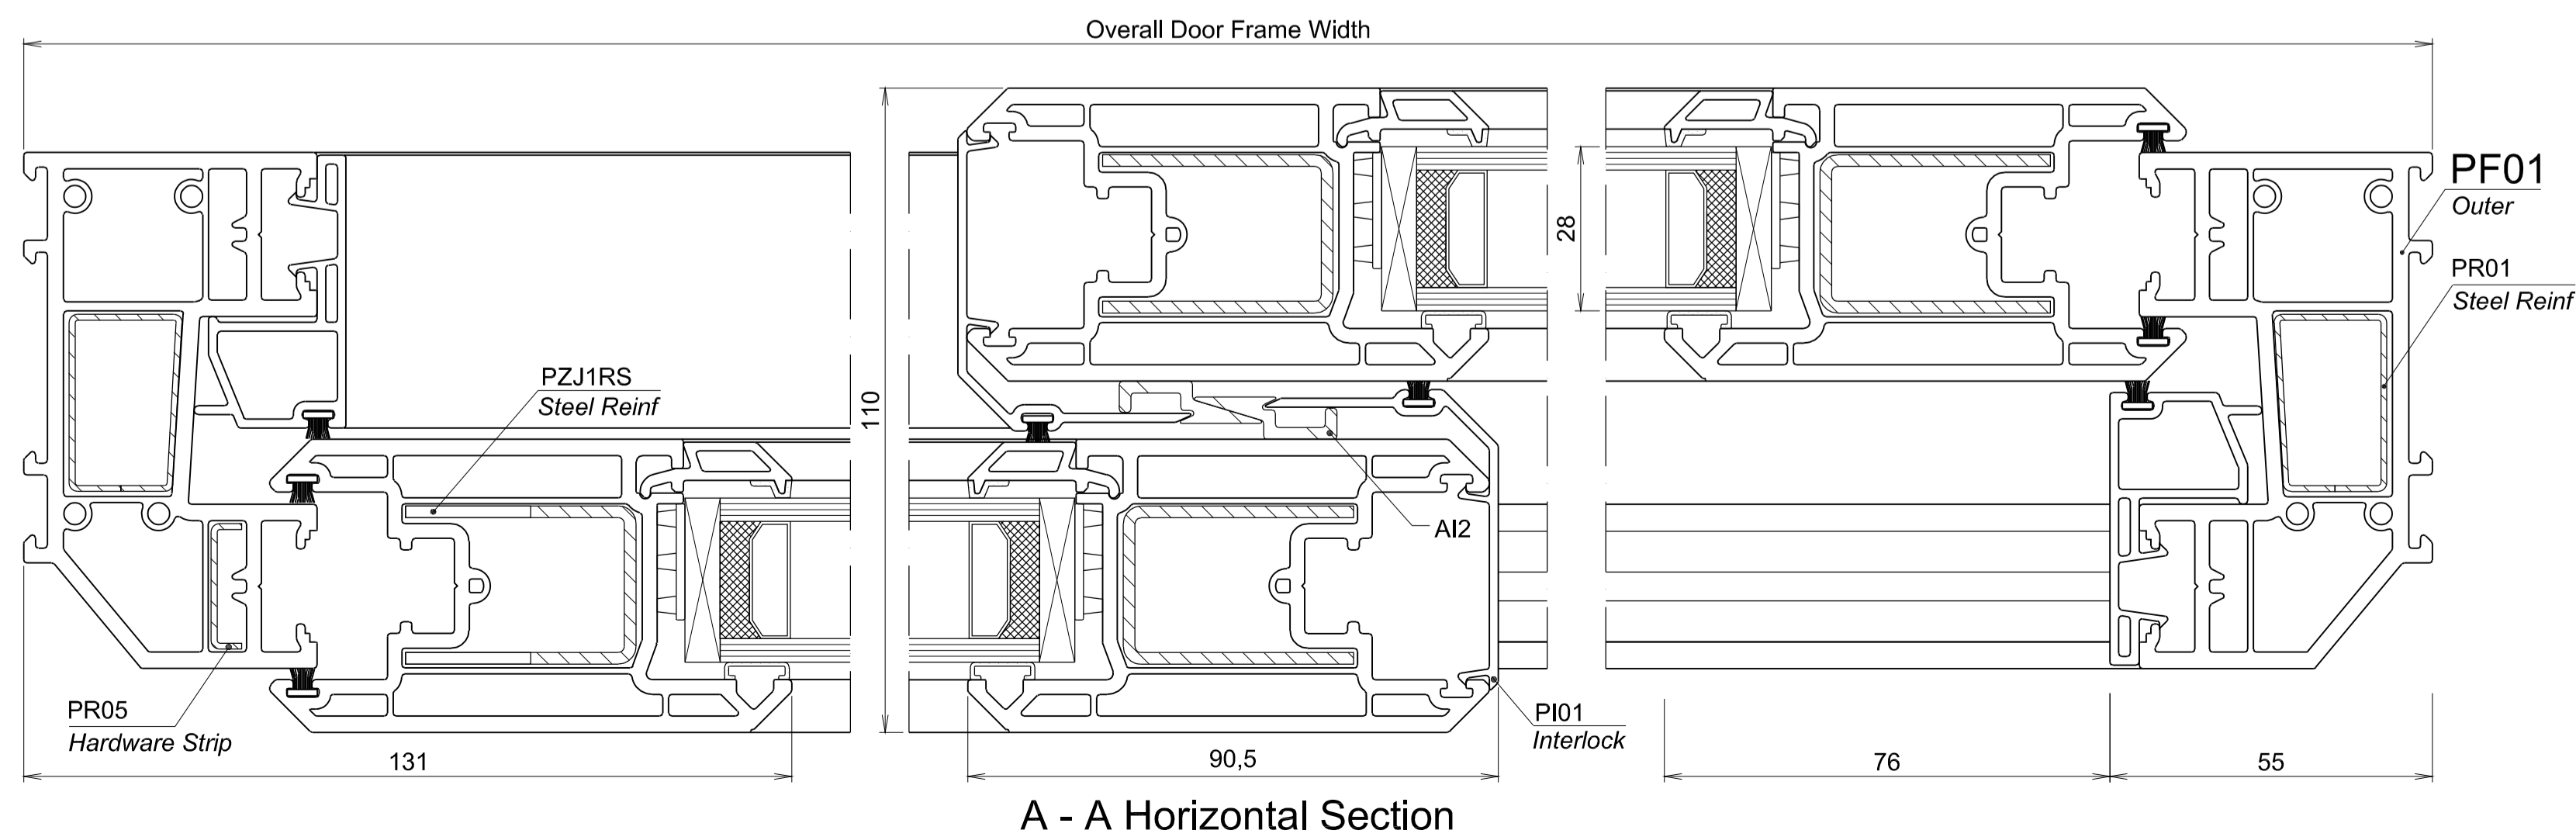 Overall Door Frame Width
PF01
Outer
PR01
Steel Reinf
28
110
PZJ1RS
Steel Reinf
AI2
PR05
Hardware Strip
PI01
Interlock
131
90,5
76
55
A - A Horizontal Section